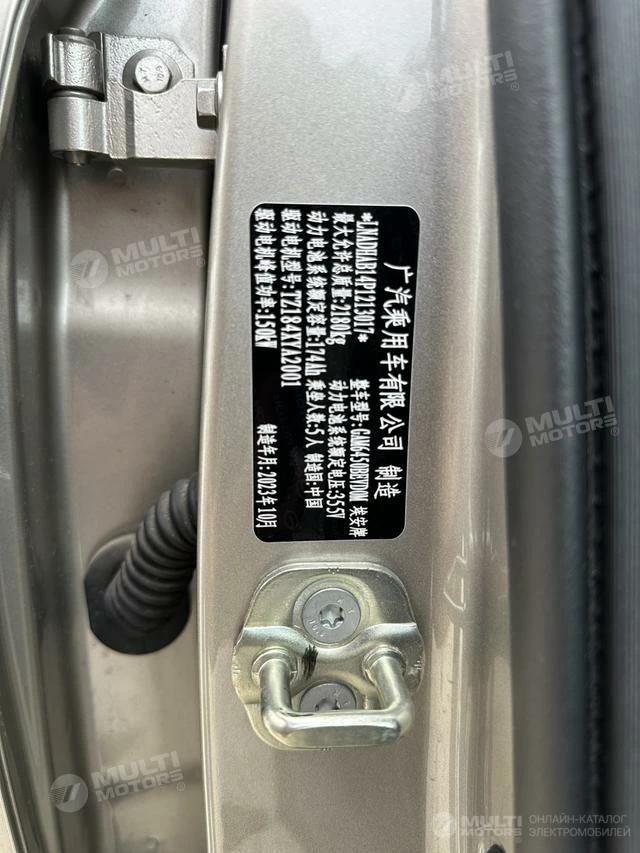 广汽乘用车有限公司 制造
*LNADHAB14P1213017* 整车型号:GAM6450BEVD0M 埃安牌
最大允许总质量:2180kg 动力电池系统额定电压:355V
动力电池系统额定容量:174Ah 乘坐人数:5人 制造国:中国
驱动电机型号:TZ184XYA2001
驱动电机峰值功率:150kW 制造年月:2023年10月
MULTI MOTORS®
MULTI MOTORS®
MULTI MOTORS®
MULTI MOTORS®
MULTI MOTORS® ОНЛАЙН-КАТАЛОГ
ЭЛЕКТРОМОБИЛЕЙ